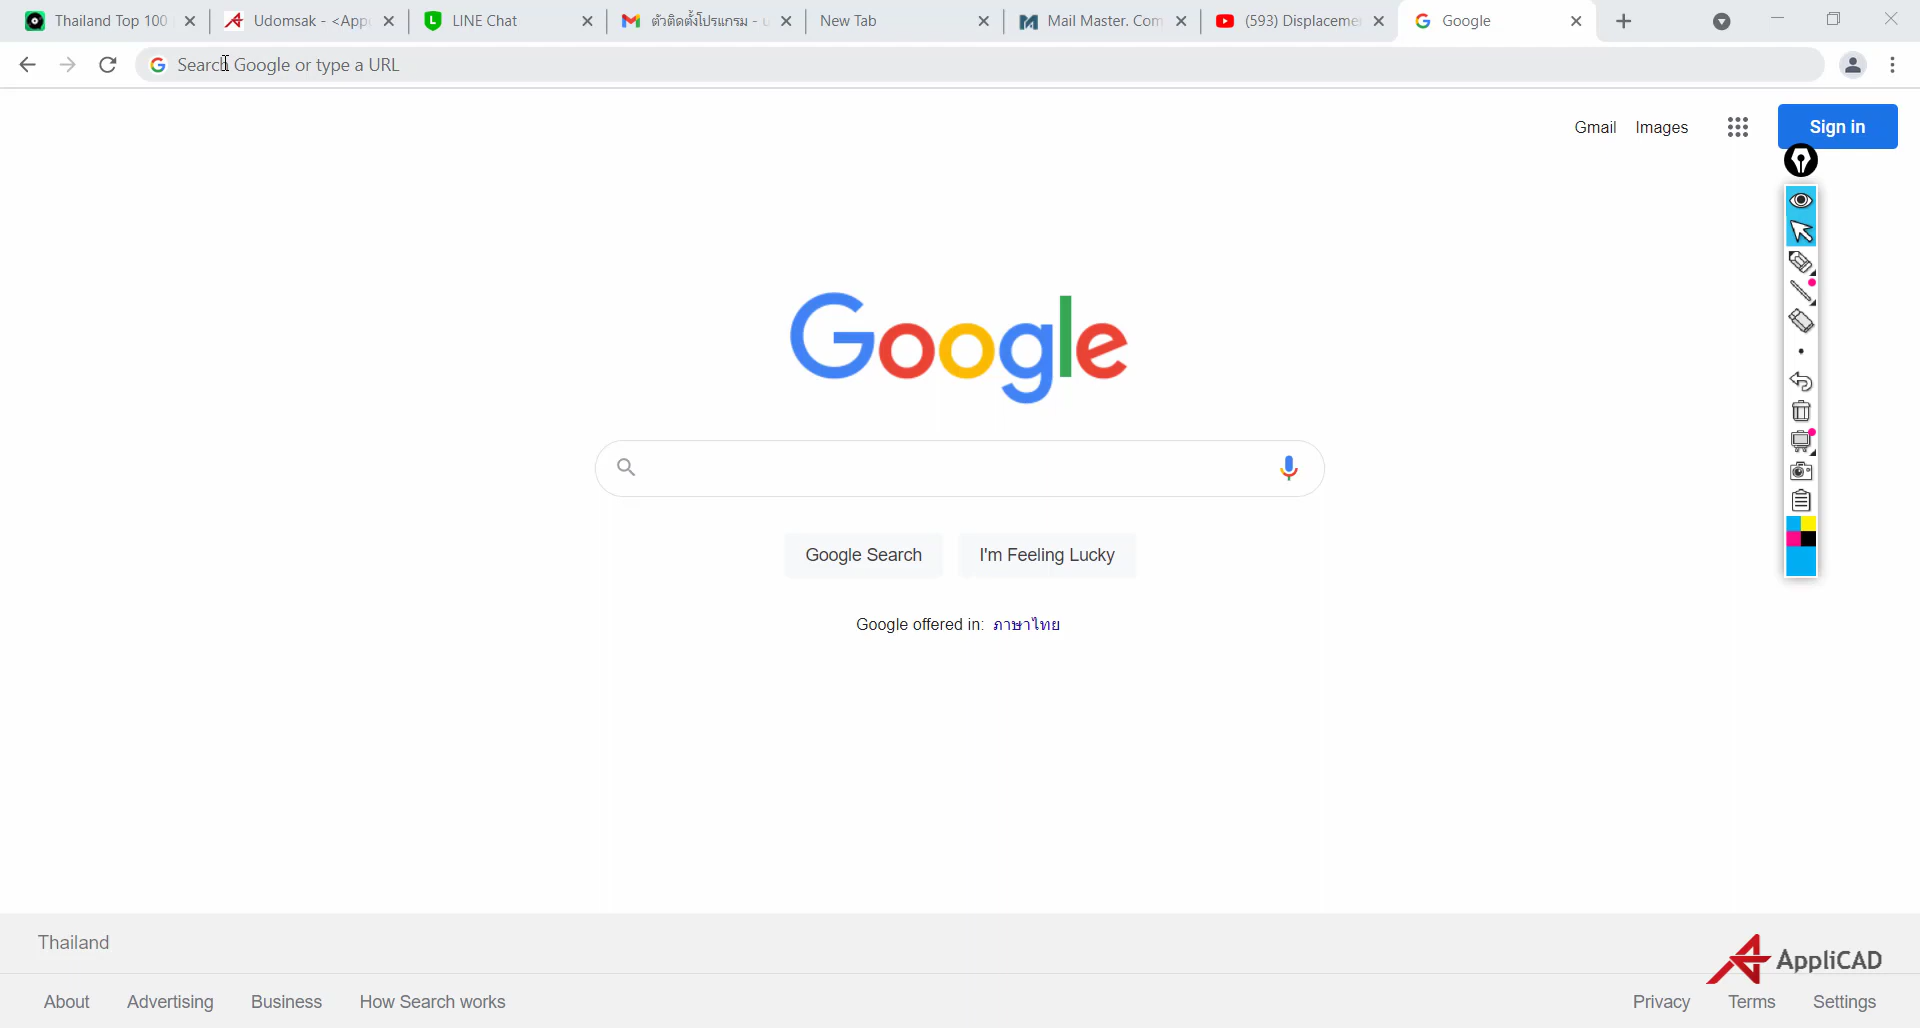 Thailand Top 100
Udomsak - <App
LINE Chat
ตัวติดตั้งโปรแกรม - u
New Tab
Mail Master. Com
(593) Displaceme
Google
Search Google or type a URL
Gmail Images Sign in
Google
Google Search I'm Feeling Lucky
Google offered in: ภาษาไทย
Thailand
AppliCAD
About Advertising Business How Search works
Privacy Terms Settings